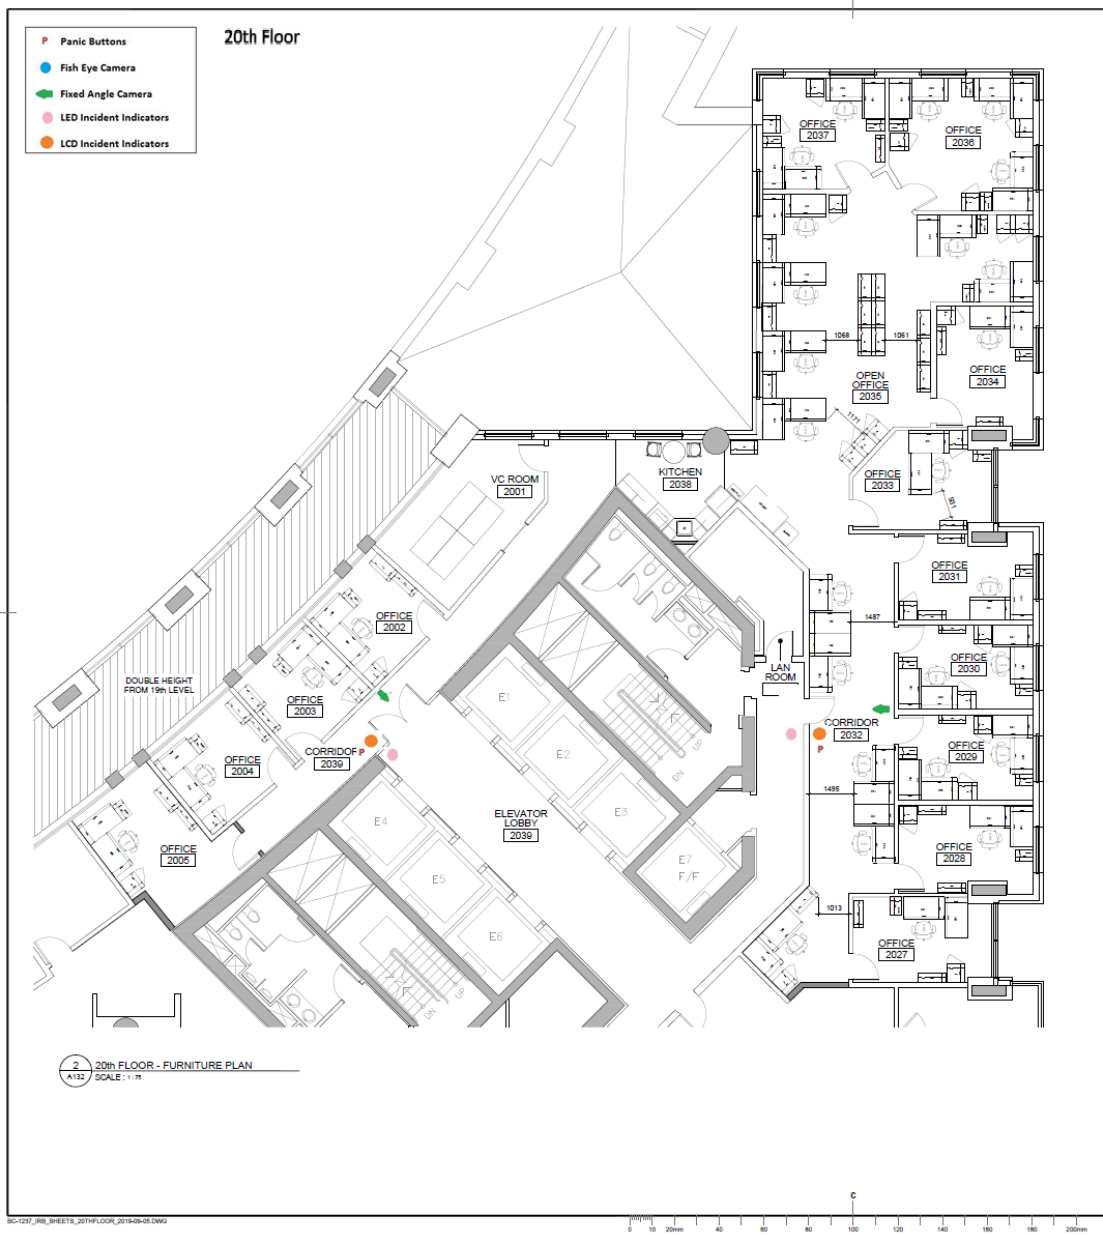 20th Floor
P Panic Buttons
Fish Eye Camera
Fixed Angle Camera
LED Incident Indicators
LCD Incident Indicators
OFFICE
2037
OFFICE
2036
1068
1061
OPEN
OFFICE
2035
OFFICE
2034
1171
OFFICE
2033
931
KITCHEN
2038
VC ROOM
2001
OFFICE
2031
OFFICE
2002
1487
OFFICE
2030
LAN
ROOM
DOUBLE HEIGHT
FROM 19th LEVEL
OFFICE
2003
E1
UP
DN
CORRIDOR
2032
P
OFFICE
2029
CORRIDOR
2039
P
E2
OFFICE
2004
1495
E3
ELEVATOR
LOBBY
2039
E4
OFFICE
2005
E7
F/F
OFFICE
2028
E5
1013
E6
OFFICE
2027
UP
DN
2
A132
20th FLOOR - FURNITURE PLAN
SCALE : 1 : 75
C
BC-1237_IRB_SHEETS_20THFLOOR_2019-09-05.DWG
0 10 20mm 40 60 80 100 120 140 160 180 200mm